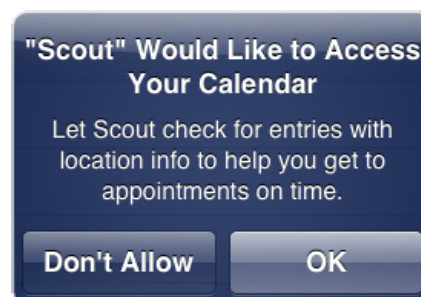 "Scout" Would Like to Access
Your Calendar
Let Scout check for entries with
location info to help you get to
appointments on time.
Don't Allow
OK